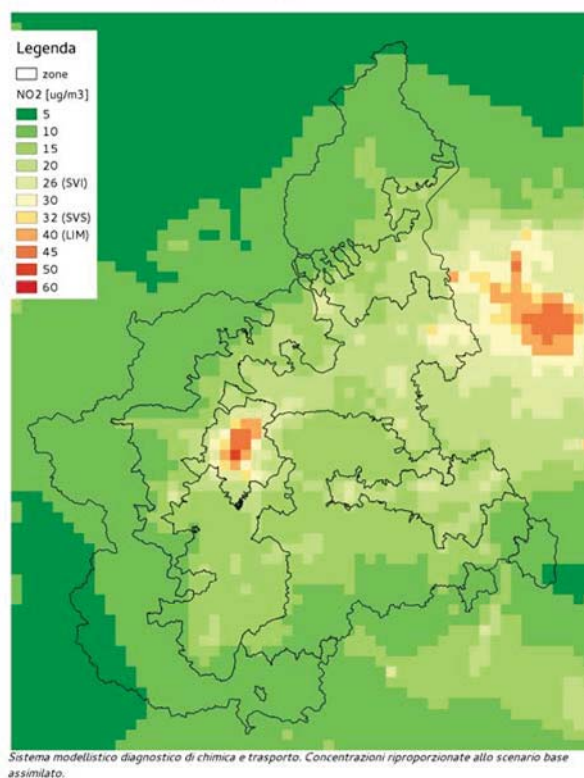 Legenda
zone
NO2 [ug/m3]
5
10
15
20
26 (SVI)
30
32 (SVS)
40 (LIM)
45
50
60
Sistema modellistico diagnostico di chimica e trasporto. Concentrazioni riproporzionate allo scenario base
assimilato.